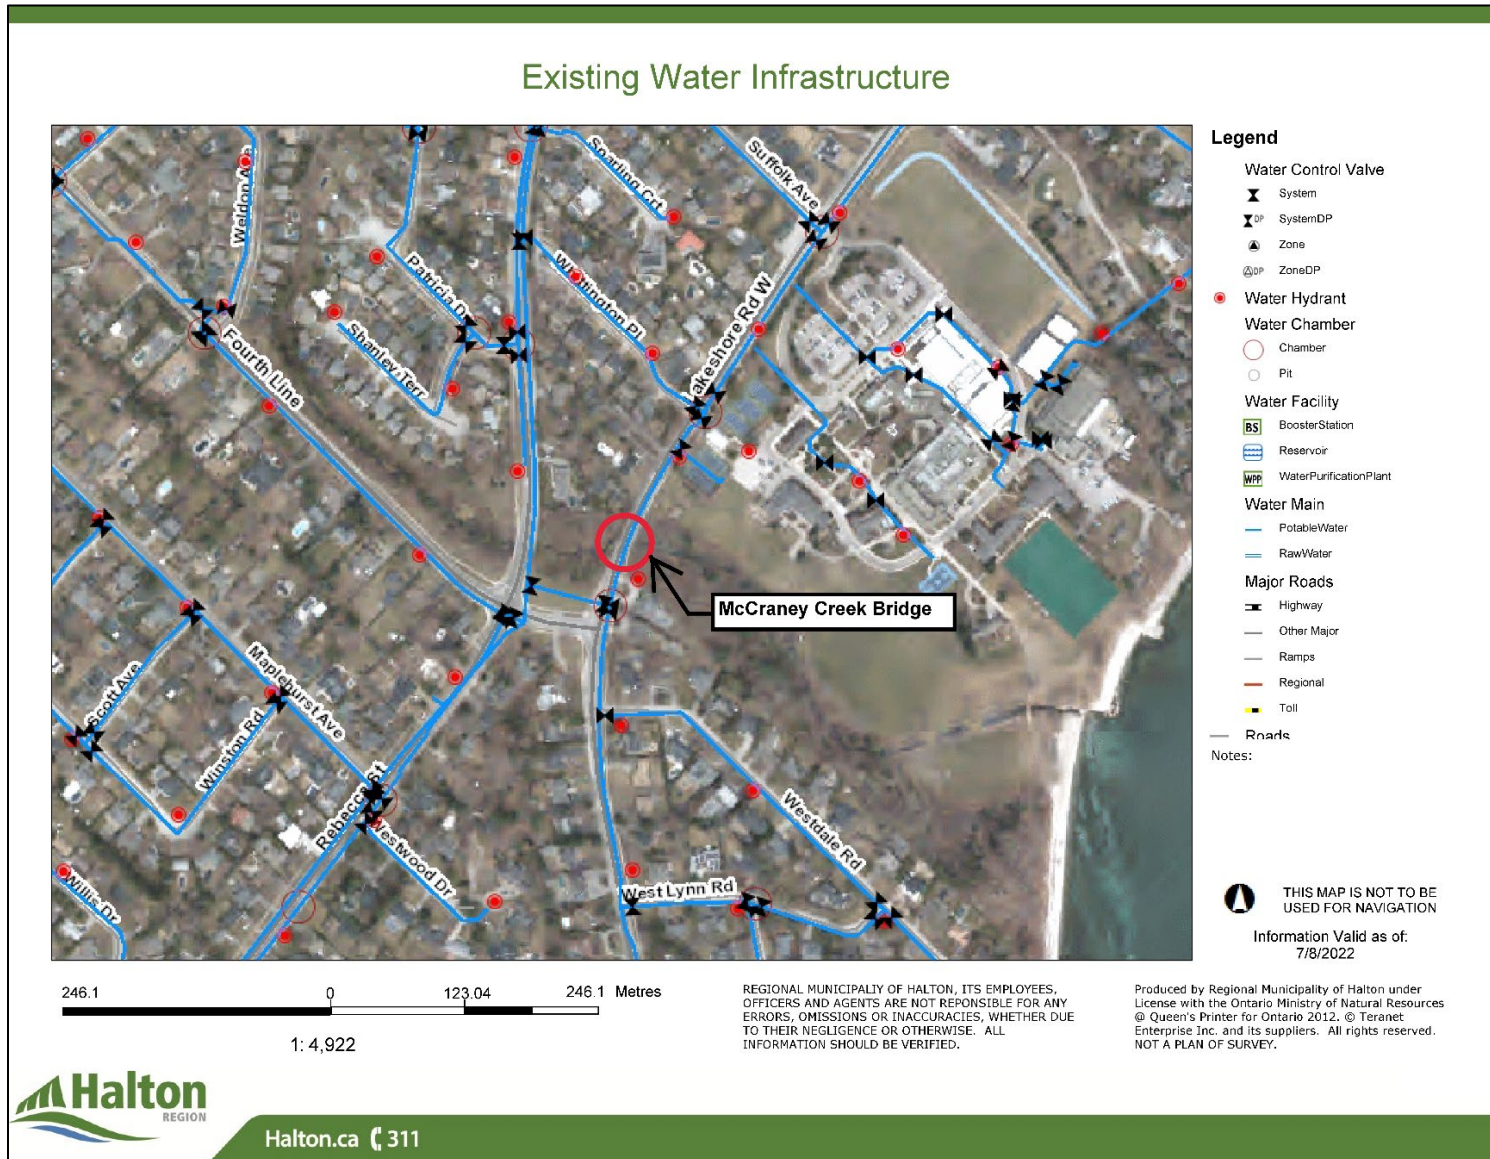 Existing Water Infrastructure
Sparling Crt
Suffolk Ave
Weldon Ave
Patricia D
Whittington Pl
Lakeshore Rd W
Shanley Terr
Fourth Line
McCraney Creek Bridge
Scott Ave
Maplehurst Ave
Winston Rd
Rebecca St
Westwood Dr
Westdale Rd
West Lynn Rd
Willis Dr
Legend
Water Control Valve
System
DP SystemDP
Zone
DP ZoneDP
Water Hydrant
Water Chamber
Chamber
Pit
Water Facility
BS BoosterStation
Reservoir
WPP WaterPurificationPlant
Water Main
PotableWater
RawWater
Major Roads
Highway
Other Major
Ramps
Regional
Toll
Roads
Notes:
THIS MAP IS NOT TO BE
USED FOR NAVIGATION
Information Valid as of:
7/8/2022
246.1 0 123.04 246.1 Metres
1: 4,922
REGIONAL MUNICIPALIY OF HALTON, ITS EMPLOYEES,
OFFICERS AND AGENTS ARE NOT REPONSIBLE FOR ANY
ERRORS, OMISSIONS OR INACCURACIES, WHETHER DUE
TO THEIR NEGLIGENCE OR OTHERWISE. ALL
INFORMATION SHOULD BE VERIFIED.
Produced by Regional Municipality of Halton under
License with the Ontario Ministry of Natural Resources
@ Queen's Printer for Ontario 2012. © Teranet
Enterprise Inc. and its suppliers. All rights reserved.
NOT A PLAN OF SURVEY.
Halton
REGION
Halton.ca 311